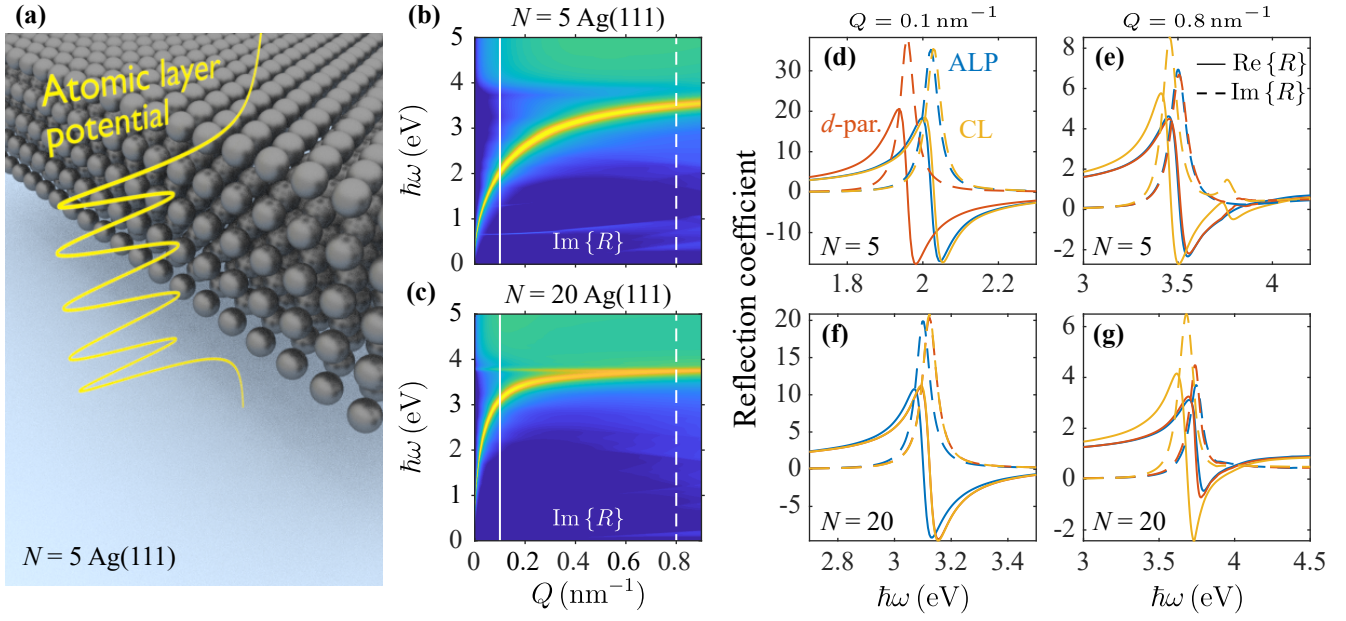 (a)
Atomic layer
potential
N = 5 Ag(111)
(b)
N = 5 Ag(111)
5
4
3
2
1
0
ħω (eV)
Im {R}
(c)
N = 20 Ag(111)
5
4
3
2
1
0
ħω (eV)
Im {R}
0 0.2 0.4 0.6 0.8
Q (nm⁻¹)
Reflection coefficient
Q = 0.1 nm⁻¹
(d)
ALP
d-par.
CL
30
20
10
0
-10
N = 5
1.8 2 2.2
Q = 0.8 nm⁻¹
(e)
Re {R}
Im {R}
8
6
4
2
0
-2
N = 5
3 3.5 4
(f)
20
15
10
5
0
-5
N = 20
2.8 3 3.2 3.4
ħω (eV)
(g)
6
4
2
0
-2
N = 20
3 3.5 4 4.5
ħω (eV)